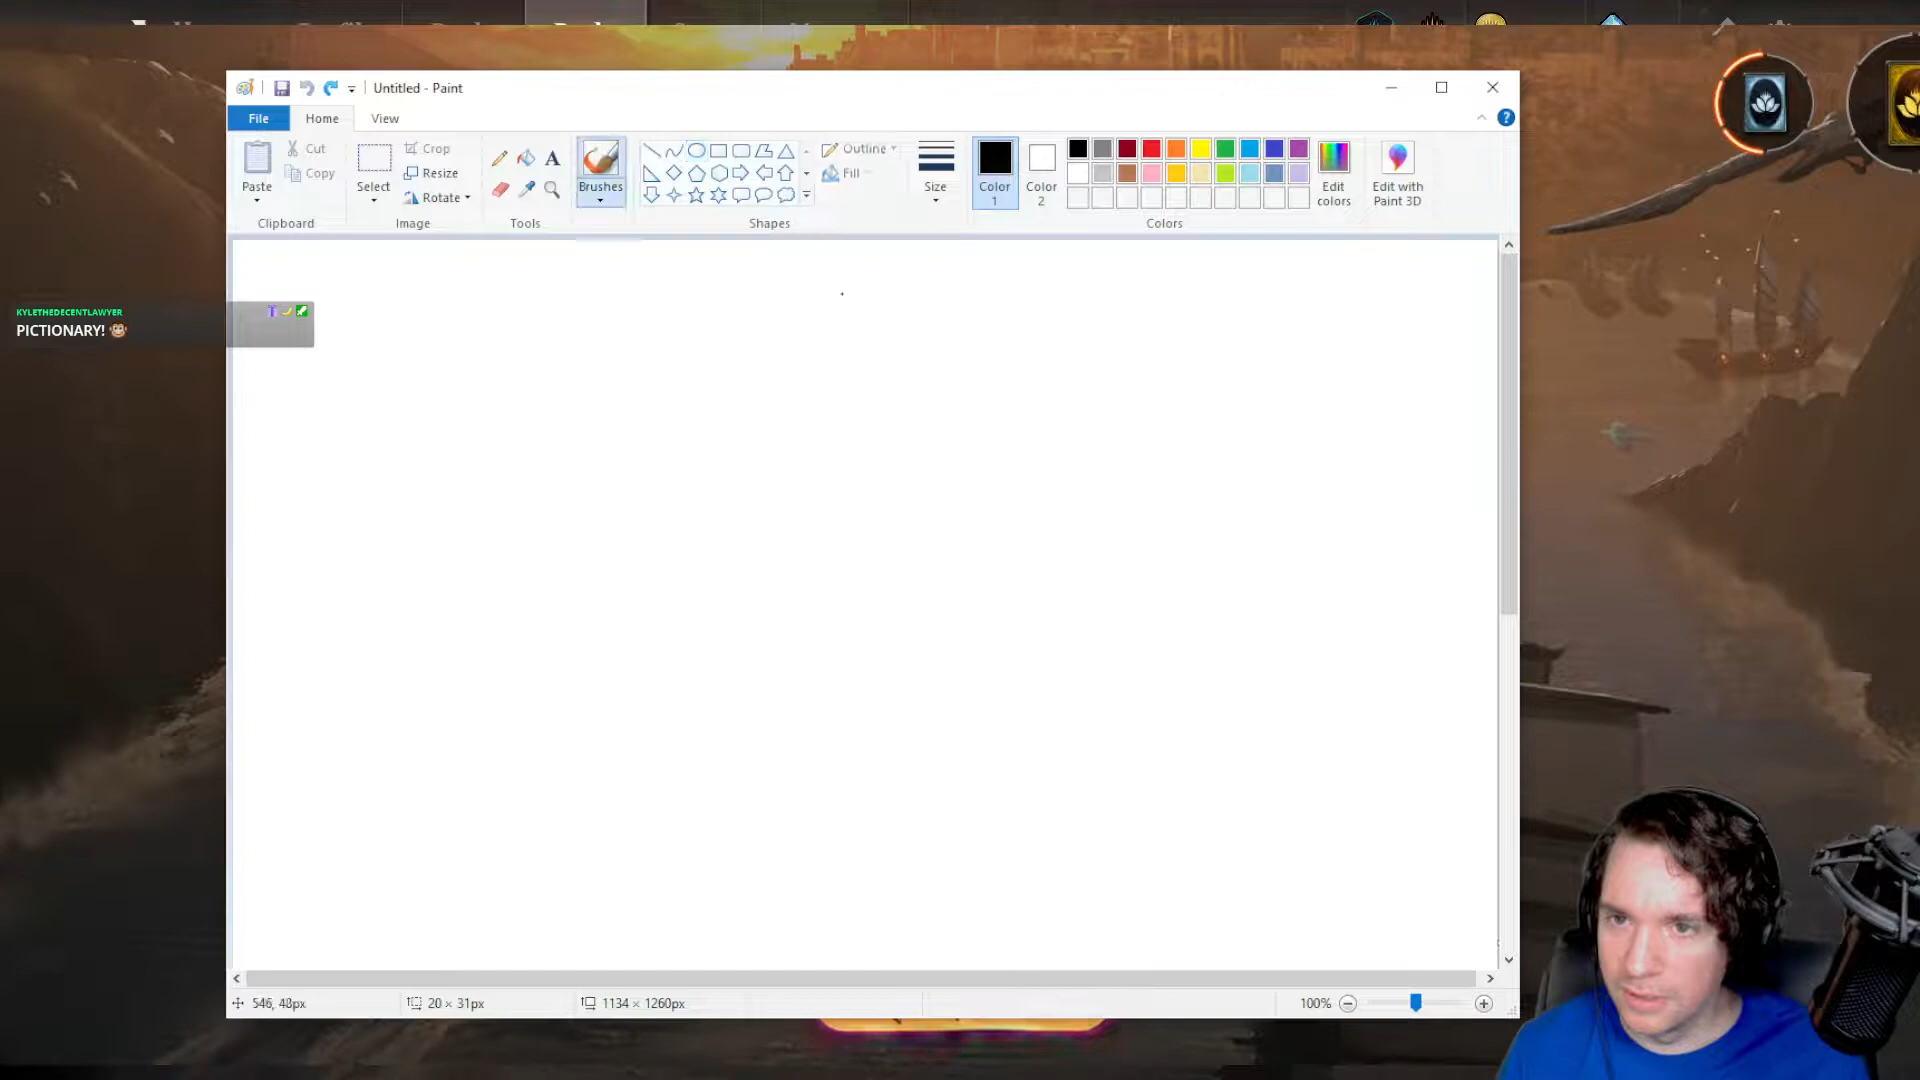 Untitled - Paint
File
Home
View
Paste
Cut
Copy
Clipboard
Select
Crop
Resize
Rotate
Image
A
Tools
Brushes
Outline
Fill
Shapes
Size
Color
1
Color
2
Edit
colors
Edit with
Paint 3D
Colors
?
KYLETHEDECENTLAWYER
PICTIONARY!
546, 48px
20 × 31px
1134 × 1260px
100%